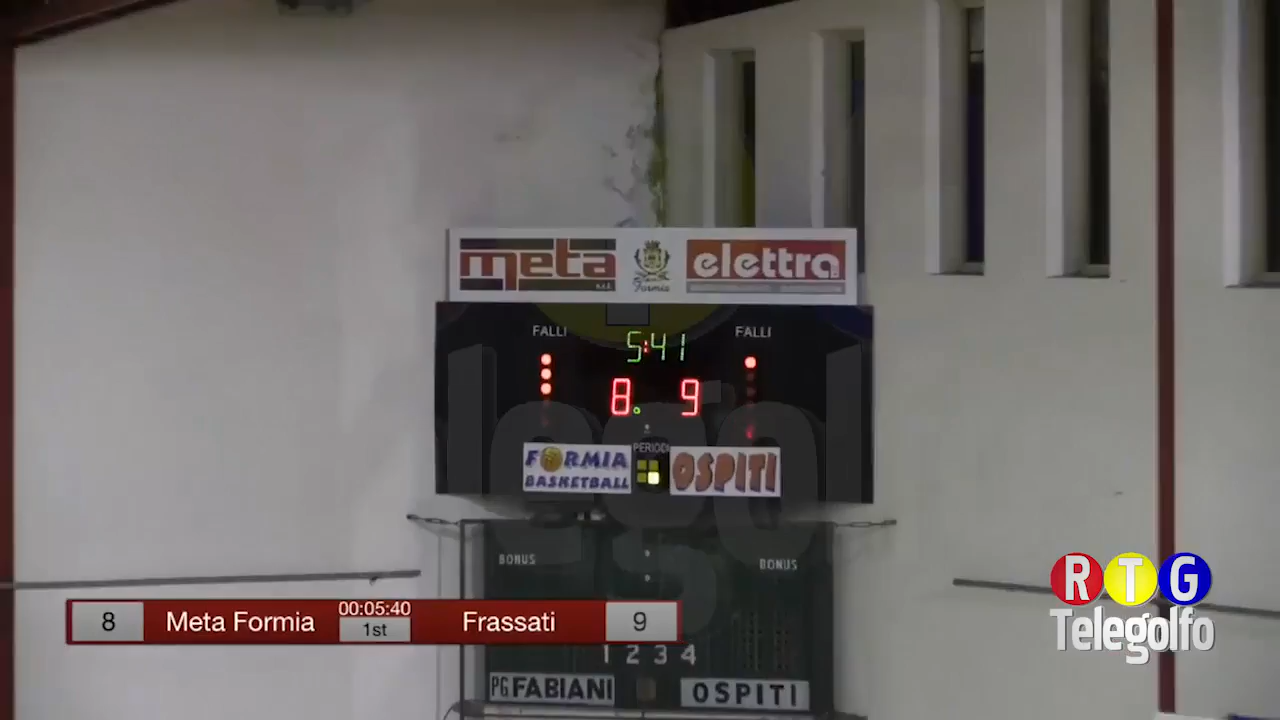 meta
Formia
elettra
FALLI
5:41
FALLI
8.
9
PERIODI
FORMIA
BASKETBALL
OSPITI
BONUS
BONUS
8
Meta Formia
00:05:40
1st
Frassati
9
RTG
Telegolfo
1 2 3 4
PG FABIANI
OSPITI